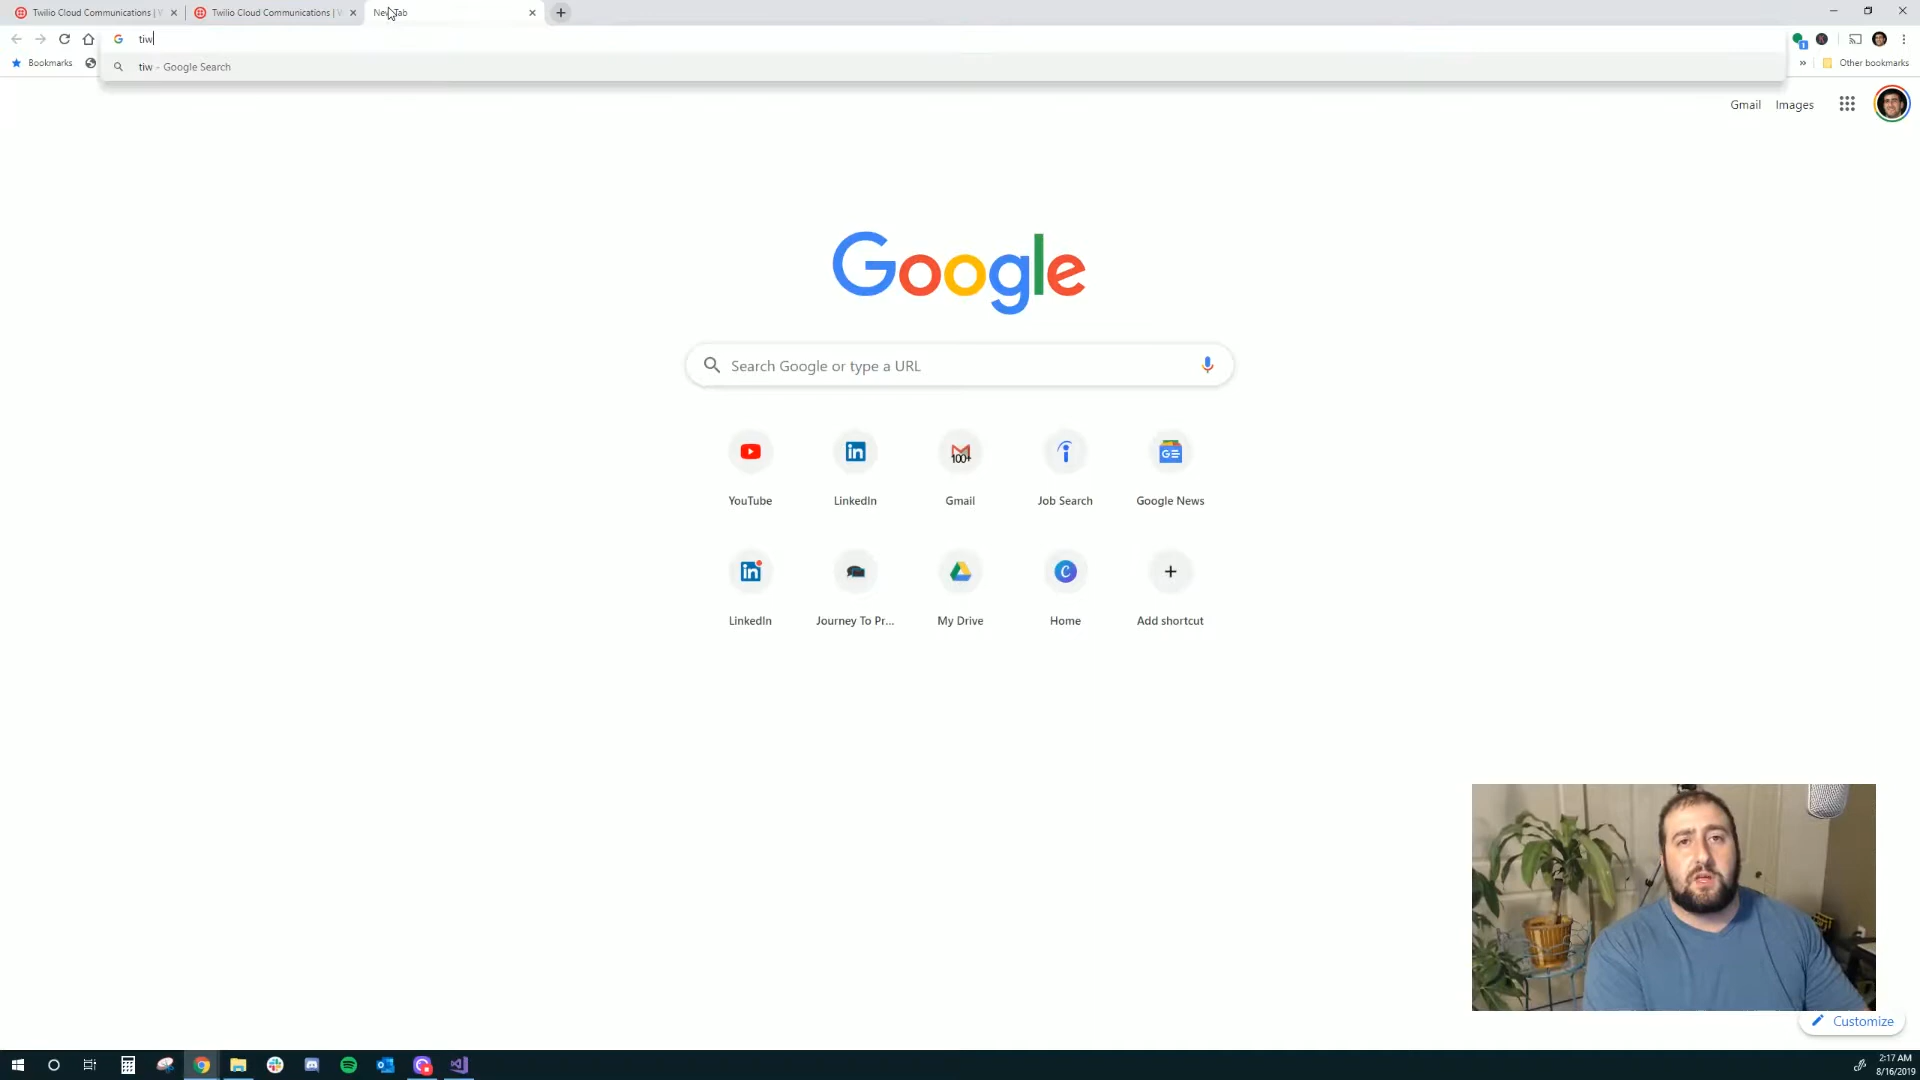 Twilio Cloud Communications | V
Twilio Cloud Communications | V
New Tab
tiw
Bookmarks
tiw - Google Search
Other bookmarks
Gmail
Images
Google
Search Google or type a URL
100+
YouTube
LinkedIn
Gmail
Job Search
Google News
LinkedIn
Journey To Pr...
My Drive
Home
Add shortcut
Customize
2:17 AM
8/16/2019